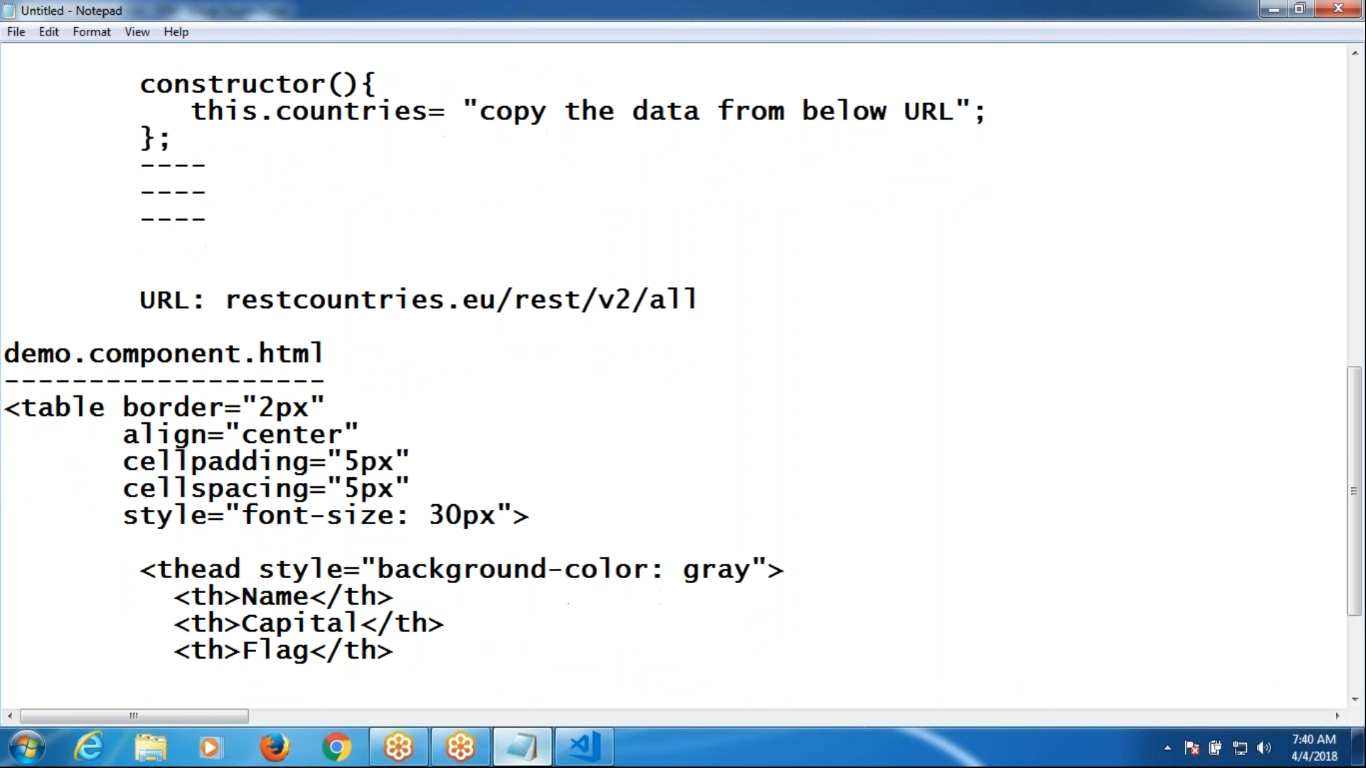 Untitled - Notepad
File Edit Format View Help
constructor(){
this.countries= "copy the data from below URL";
};
----
----
----
URL: restcountries.eu/rest/v2/all
demo.component.html
-------------------
<table border="2px"
align="center"
cellpadding="5px"
cellspacing="5px"
style="font-size: 30px">
<thead style="background-color: gray">
<th>Name</th>
<th>Capital</th>
<th>Flag</th>
7:40 AM
4/4/2018